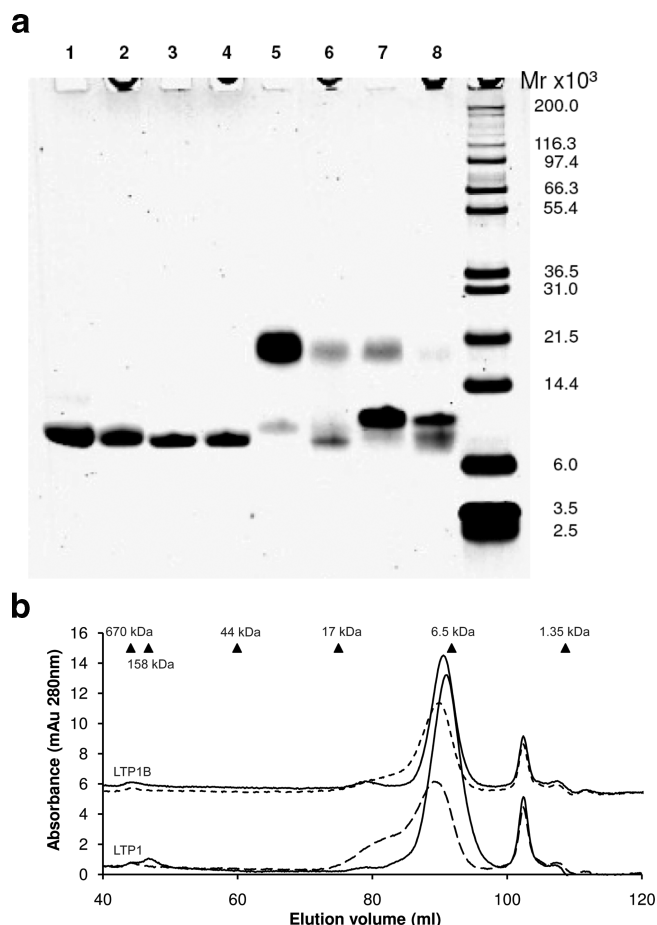 a
1 2 3 4 5 6 7 8
Mr x10³
200.0
116.3
97.4
66.3
55.4
36.5
31.0
21.5
14.4
6.0
3.5
2.5
b
670 kDa 44 kDa 17 kDa 6.5 kDa 1.35 kDa
158 kDa
16
14
12
10
8
6
4
2
0
Absorbance (mAu 280nm)
LTP1B
LTP1
40 60 80 100 120
Elution volume (ml)